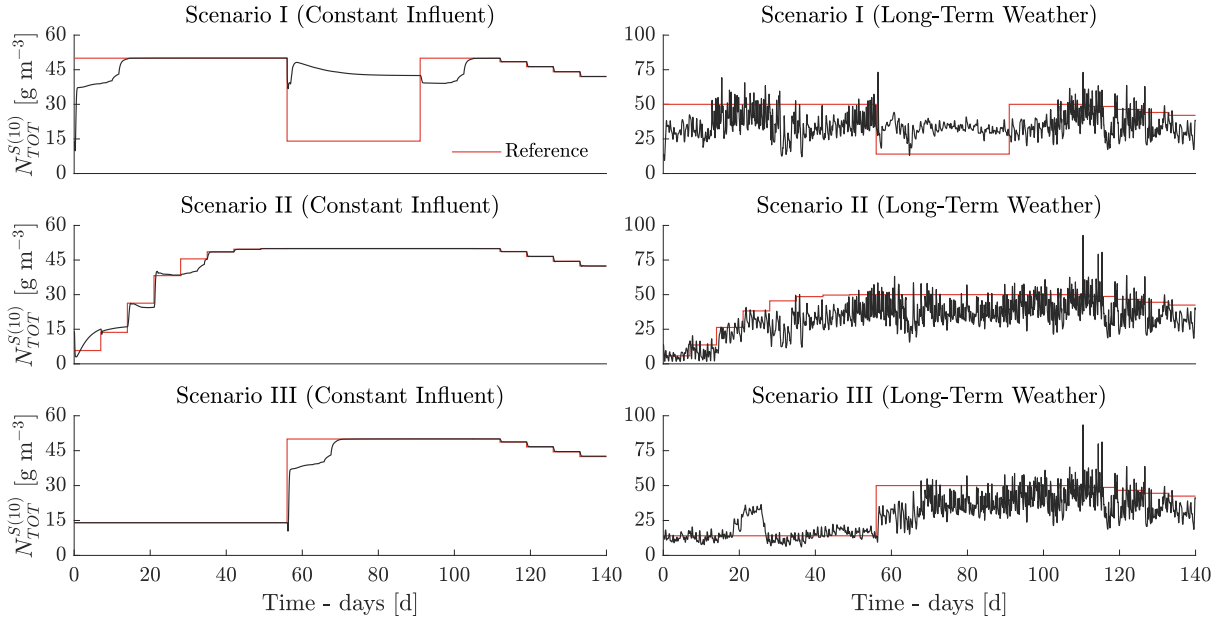 Scenario I (Constant Influent)
60
45
30
15
0
N_{TOT}^{S(10)} [g m^{-3}]
Reference
Scenario I (Long-Term Weather)
100
75
50
25
0
Scenario II (Constant Influent)
60
45
30
15
0
N_{TOT}^{S(10)} [g m^{-3}]
Scenario II (Long-Term Weather)
100
75
50
25
0
Scenario III (Constant Influent)
60
45
30
15
0
N_{TOT}^{S(10)} [g m^{-3}]
0 20 40 60 80 100 120 140
Time - days [d]
Scenario III (Long-Term Weather)
100
75
50
25
0
0 20 40 60 80 100 120 140
Time - days [d]